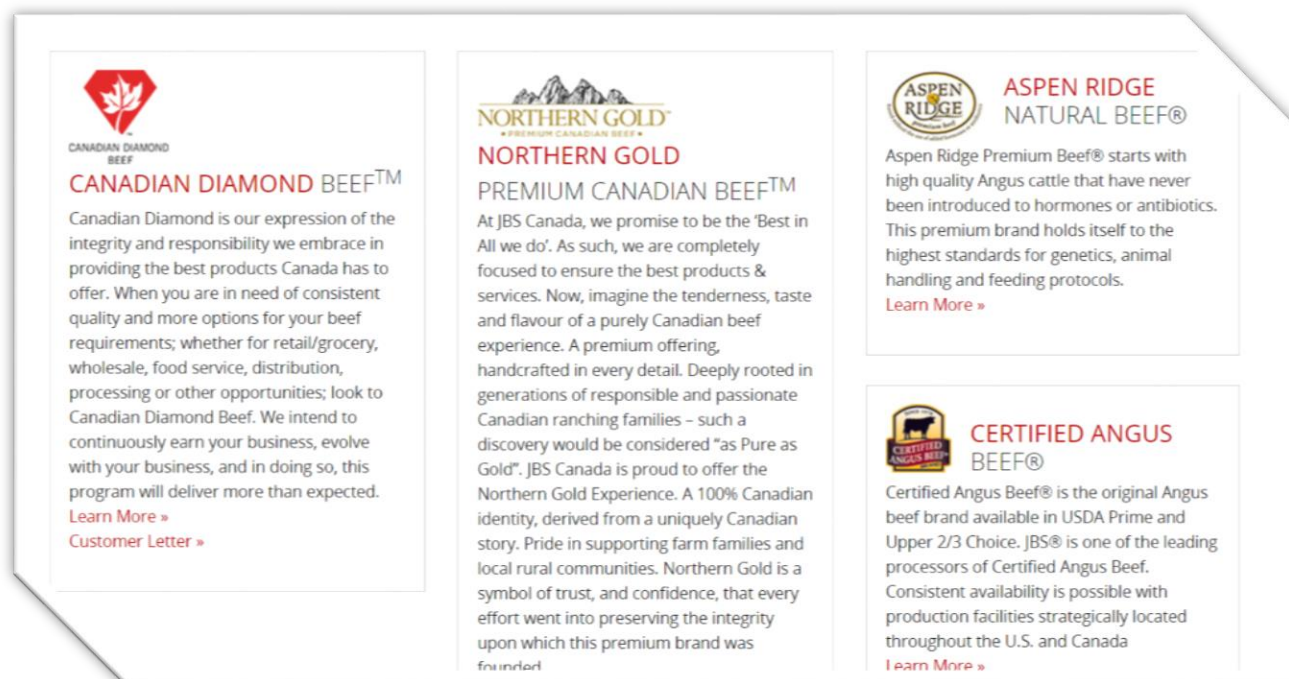 CANADIAN DIAMOND
BEEF
CANADIAN DIAMOND BEEF™
Canadian Diamond is our expression of the
integrity and responsibility we embrace in
providing the best products Canada has to
offer. When you are in need of consistent
quality and more options for your beef
requirements; whether for retail/grocery,
wholesale, food service, distribution,
processing or other opportunities; look to
Canadian Diamond Beef. We intend to
continuously earn your business, evolve
with your business, and in doing so, this
program will deliver more than expected.
Learn More »
Customer Letter »
NORTHERN GOLD™
• PREMIUM CANADIAN BEEF •
NORTHERN GOLD
PREMIUM CANADIAN BEEF™
At JBS Canada, we promise to be the ‘Best in
All we do’. As such, we are completely
focused to ensure the best products &
services. Now, imagine the tenderness, taste
and flavour of a purely Canadian beef
experience. A premium offering,
handcrafted in every detail. Deeply rooted in
generations of responsible and passionate
Canadian ranching families – such a
discovery would be considered “as Pure as
Gold”. JBS Canada is proud to offer the
Northern Gold Experience. A 100% Canadian
identity, derived from a uniquely Canadian
story. Pride in supporting farm families and
local rural communities. Northern Gold is a
symbol of trust, and confidence, that every
effort went into preserving the integrity
upon which this premium brand was
founded
ASPEN
RIDGE
premium beef
ASPEN RIDGE
NATURAL BEEF®
Aspen Ridge Premium Beef® starts with
high quality Angus cattle that have never
been introduced to hormones or antibiotics.
This premium brand holds itself to the
highest standards for genetics, animal
handling and feeding protocols.
Learn More »
CERTIFIED
ANGUS BEEF®
CERTIFIED ANGUS
BEEF®
Certified Angus Beef® is the original Angus
beef brand available in USDA Prime and
Upper 2/3 Choice. JBS® is one of the leading
processors of Certified Angus Beef.
Consistent availability is possible with
production facilities strategically located
throughout the U.S. and Canada
Learn More »